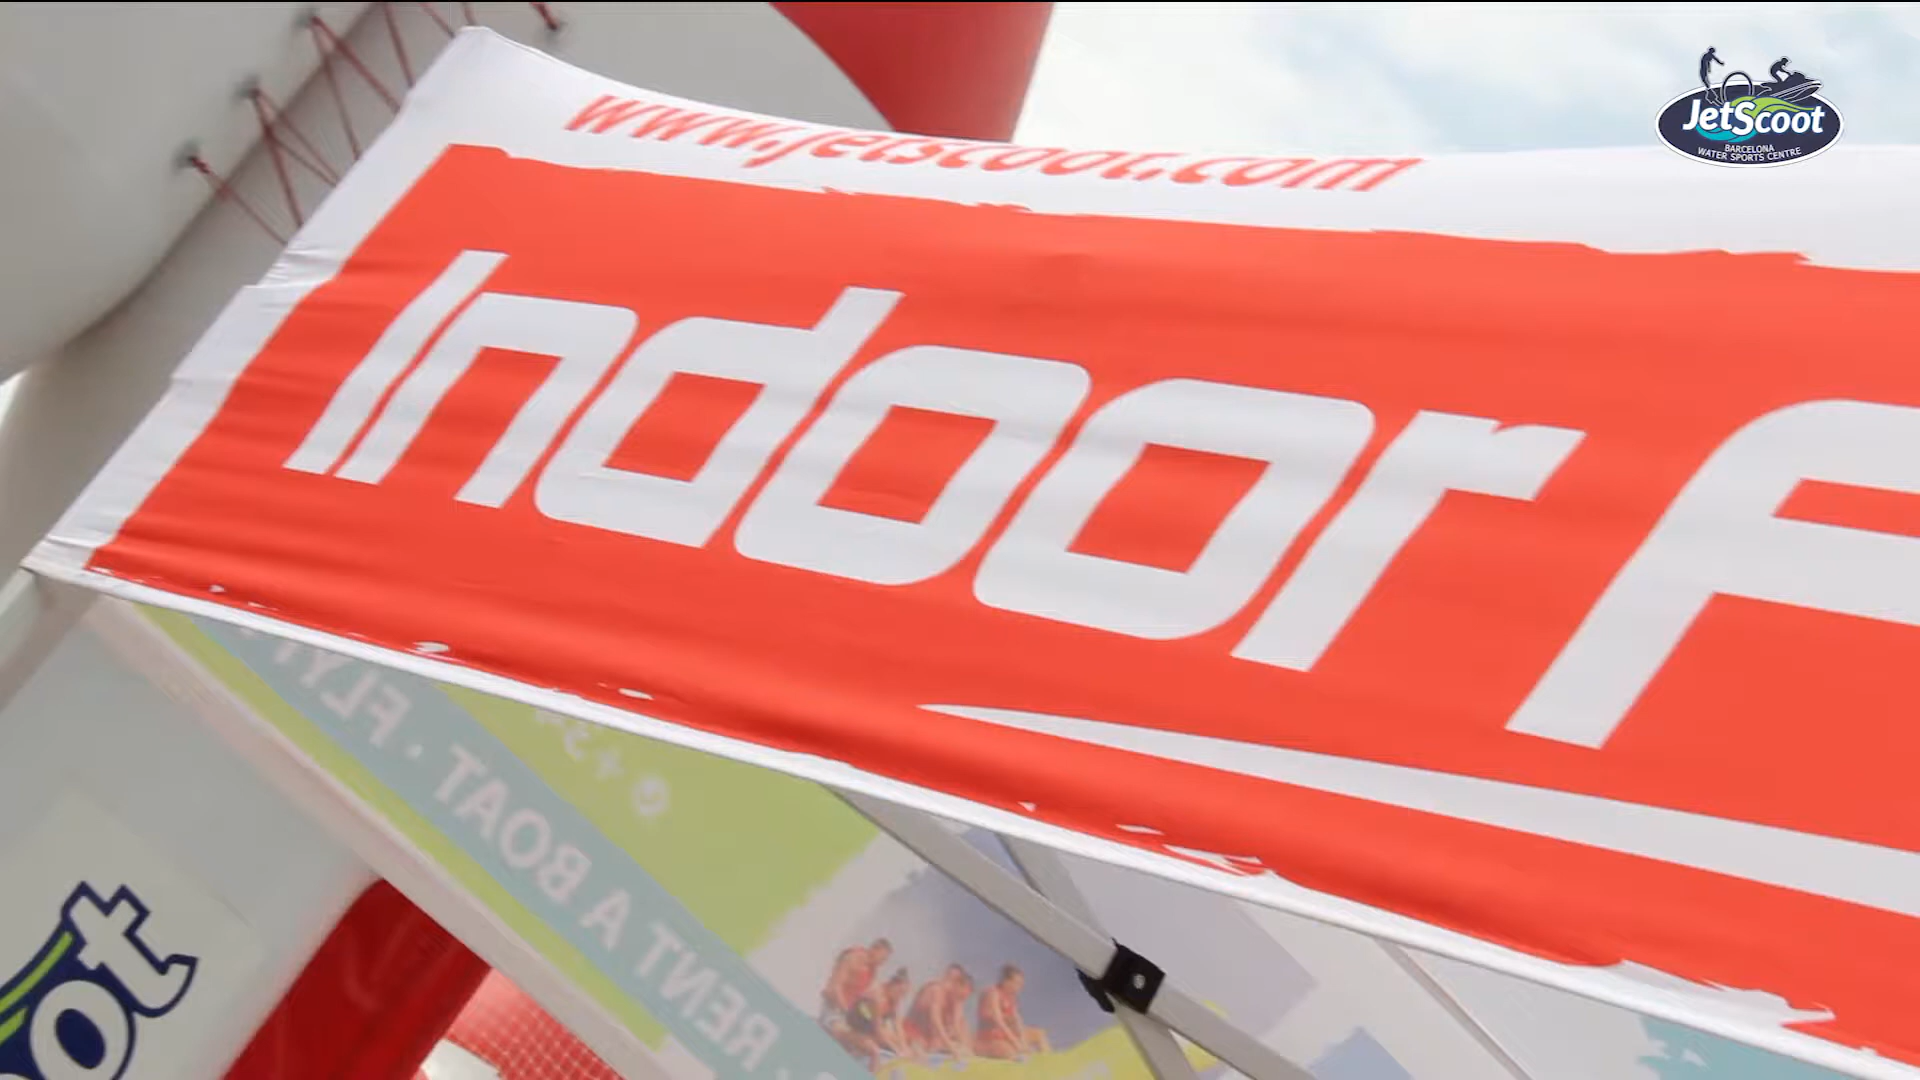 www.jetscoot.com
Indoor F
JetScoot
BARCELONA
WATER SPORTS CENTRE
RENT A BOAT · FLY
oot